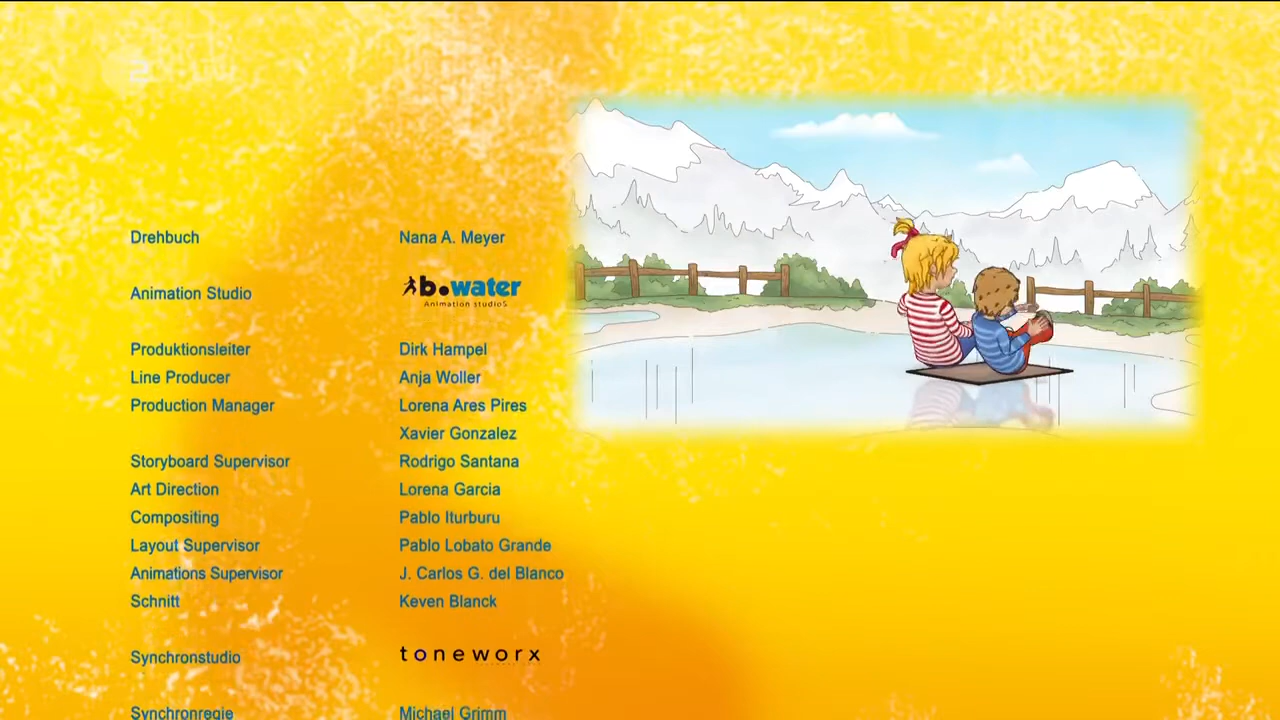 Drehbuch Nana A. Meyer
Animation Studio b.water
Animation studios
Produktionsleiter Dirk Hampel
Line Producer Anja Woller
Production Manager Lorena Ares Pires
Xavier Gonzalez
Storyboard Supervisor Rodrigo Santana
Art Direction Lorena Garcia
Compositing Pablo Iturburu
Layout Supervisor Pablo Lobato Grande
Animations Supervisor J. Carlos G. del Blanco
Schnitt Keven Blanck
Synchronstudio toneworx
Synchronregie Michael Grimm